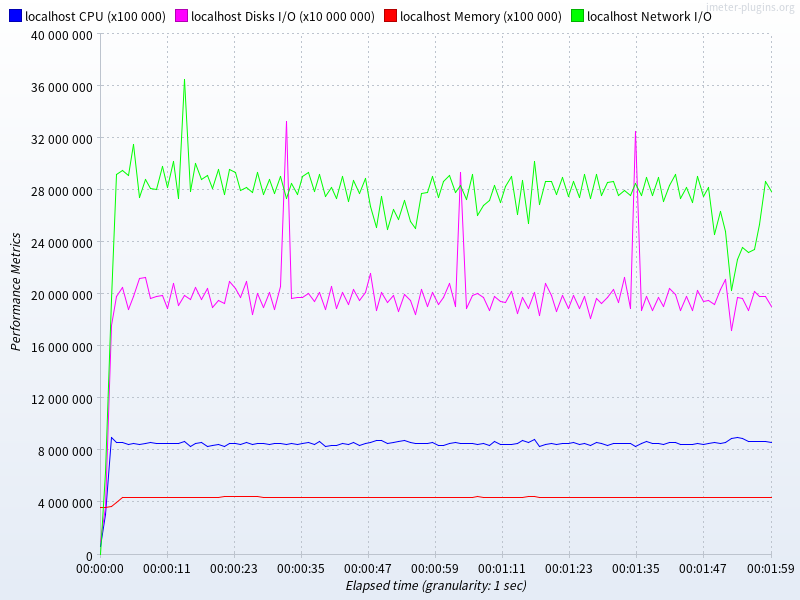 jmeter-plugins.org
localhost CPU (x100 000) localhost Disks I/O (x10 000 000) localhost Memory (x100 000) localhost Network I/O
40 000 000
36 000 000
32 000 000
28 000 000
24 000 000
20 000 000
16 000 000
12 000 000
8 000 000
4 000 000
0
Performance Metrics
00:00:00 00:00:11 00:00:23 00:00:35 00:00:47 00:00:59 00:01:11 00:01:23 00:01:35 00:01:47 00:01:59
Elapsed time (granularity: 1 sec)